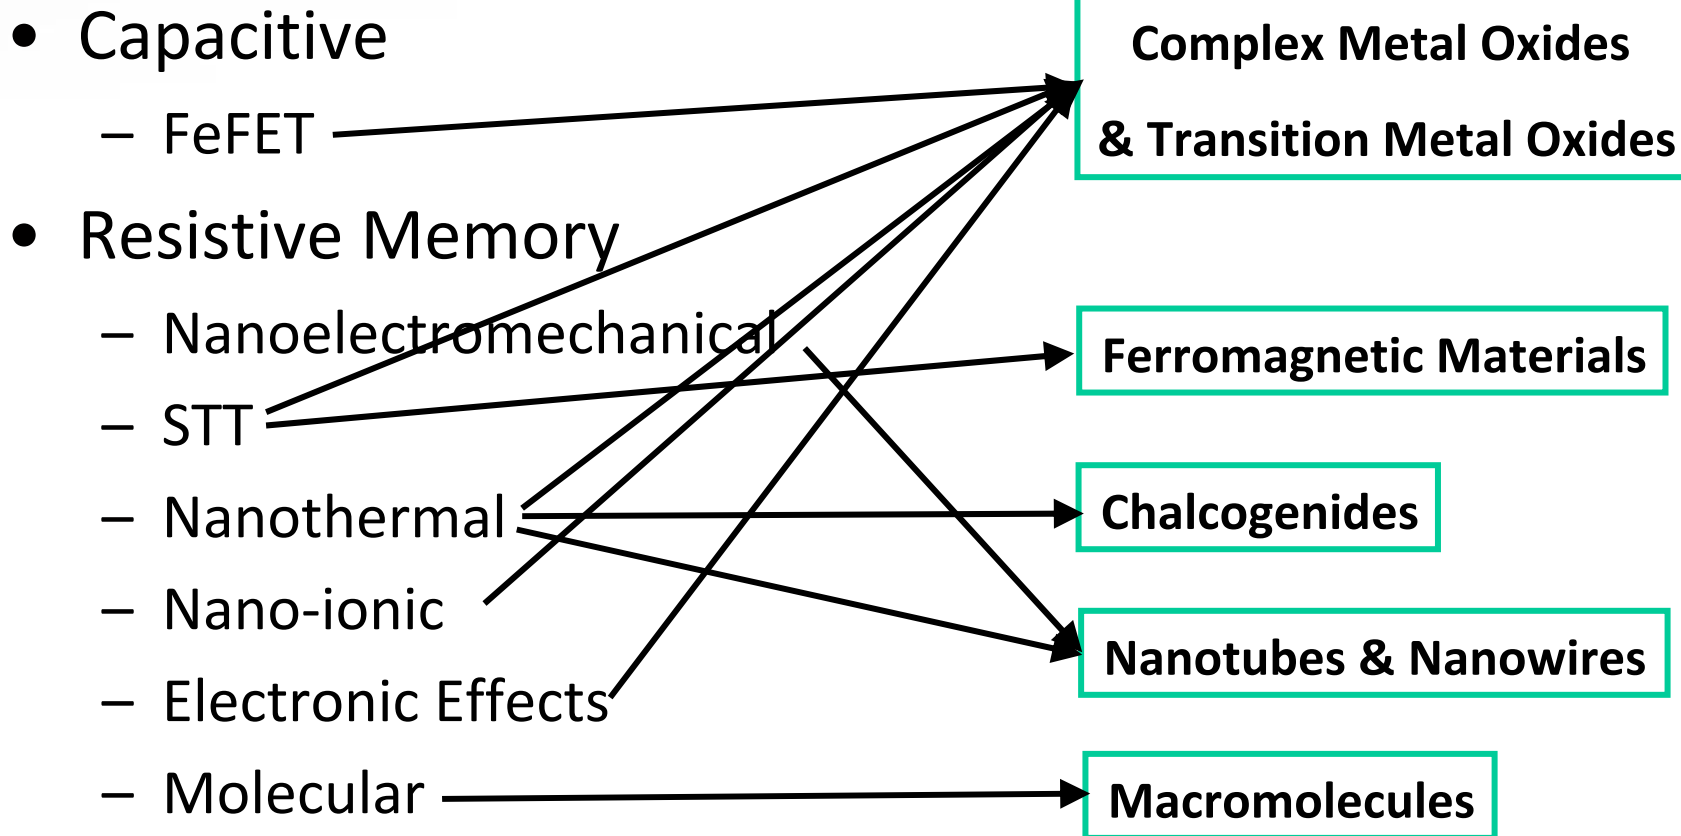 • Capacitive
– FeFET
• Resistive Memory
– Nanoelectromechanical
– STT
– Nanothermal
– Nano-ionic
– Electronic Effects
– Molecular
Complex Metal Oxides
& Transition Metal Oxides
Ferromagnetic Materials
Chalcogenides
Nanotubes & Nanowires
Macromolecules